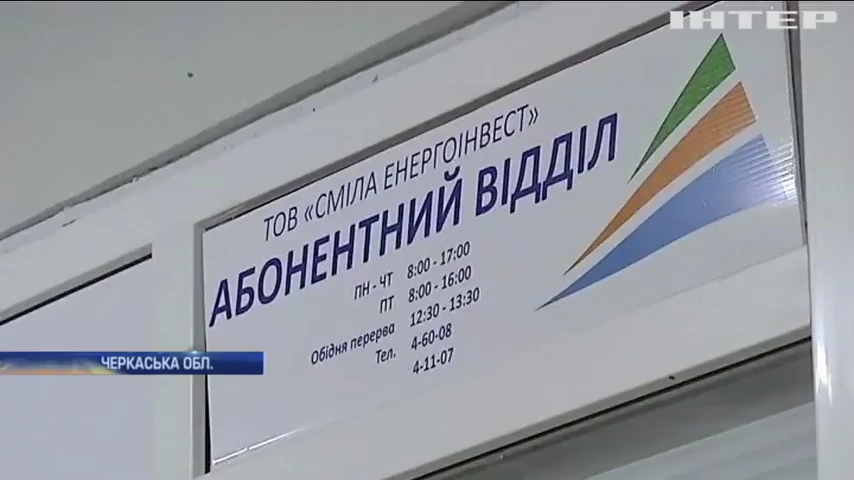 ІНТЕР
ТОВ «СМІЛА ЕНЕРГОІНВЕСТ»
АБОНЕНТНИЙ ВІДДІЛ
ПН - ЧТ 8:00 - 17:00
ПТ 8:00 - 16:00
Обідня перерва 12:30 - 13:30
Тел. 4-60-08
4-11-07
ЧЕРКАСЬКА ОБЛ.